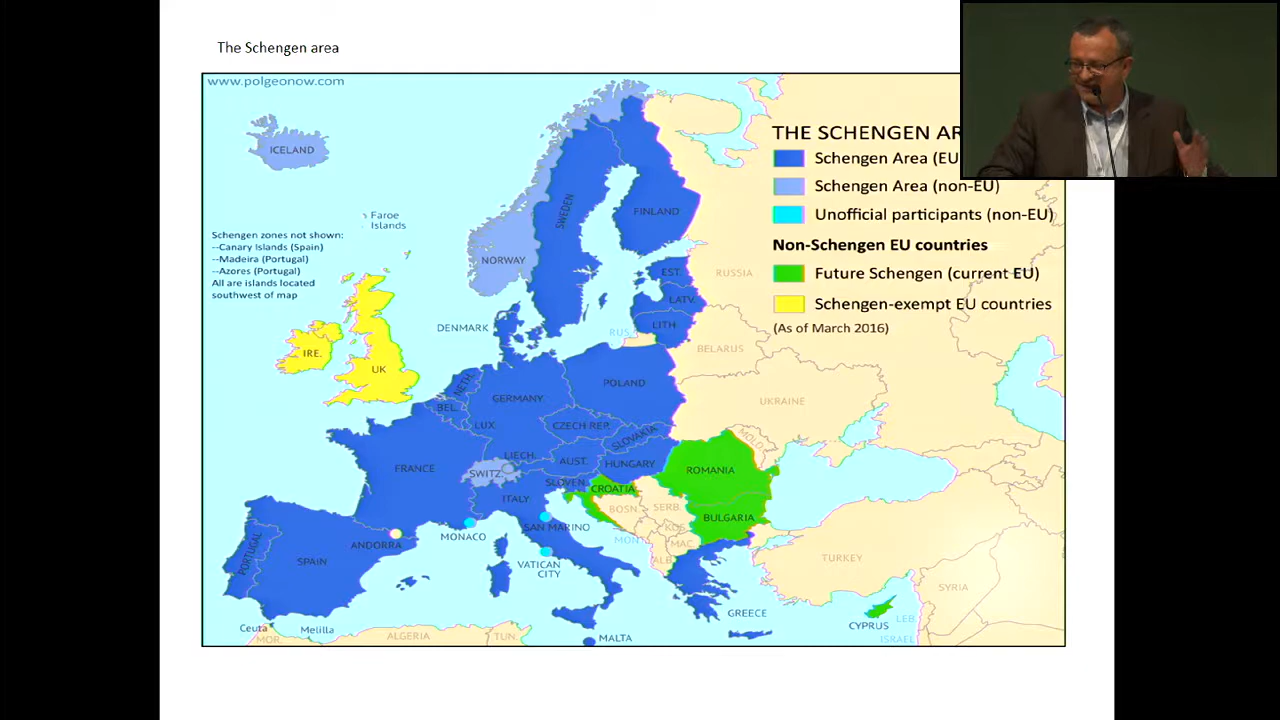 The Schengen area
www.polgeonow.com
THE SCHENGEN AR
Schengen Area (EU
Schengen Area (non-EU)
Unofficial participants (non-EU)
Non-Schengen EU countries
Future Schengen (current EU)
Schengen-exempt EU countries
(As of March 2016)
ICELAND
Faroe
Islands
Schengen zones not shown:
--Canary Islands (Spain)
--Madeira (Portugal)
--Azores (Portugal)
All are islands located
southwest of map
SWEDEN
FINLAND
NORWAY
RUSSIA
EST.
LATV.
LITH
RUS.
DENMARK
BELARUS
IRE.
UK
NETH.
BEL.
LUX.
GERMANY
POLAND
UKRAINE
CZECH REP.
SLOVAKIA
MOLD.
LIECH.
AUST.
HUNGARY
ROMANIA
FRANCE
SWITZ.
SLOVEN.
CROATIA
ITALY
BOSN.
SERB
BULGARIA
SAN MARINO
KOS
MONT
MAC.
ALB
MONACO
ANDORRA
VATICAN
CITY
PORTUGAL
SPAIN
TURKEY
SYRIA
GREECE
CYPRUS
LEB
ISRAEL
Ceuta
Melilla
MOR.
ALGERIA
TUN.
MALTA